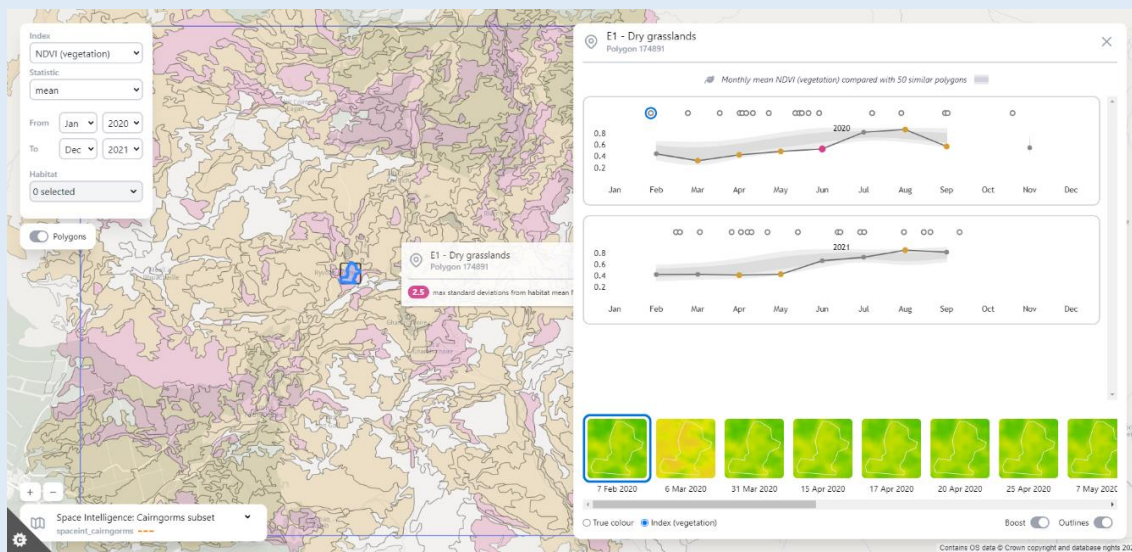 Index
NDVI (vegetation)
Statistic
mean
From Jan 2020
To Dec 2021
Habitat
0 selected
Polygons
E1 - Dry grasslands
Polygon 174891
2.5 max standard deviations from habitat mean
+ −
Space Intelligence: Cairngorms subset
spaceint_cairngorms
E1 - Dry grasslands
Polygon 174891
Monthly mean NDVI (vegetation) compared with 50 similar polygons
2020
0.8
0.6
0.4
0.2
Jan Feb Mar Apr May Jun Jul Aug Sep Oct Nov Dec
2021
0.8
0.6
0.4
0.2
Jan Feb Mar Apr May Jun Jul Aug Sep Oct Nov Dec
7 Feb 2020 6 Mar 2020 31 Mar 2020 15 Apr 2020 17 Apr 2020 20 Apr 2020 25 Apr 2020 7 May 2020
True colour Index (vegetation) Boost Outlines
Contains OS data © Crown copyright and database rights 202